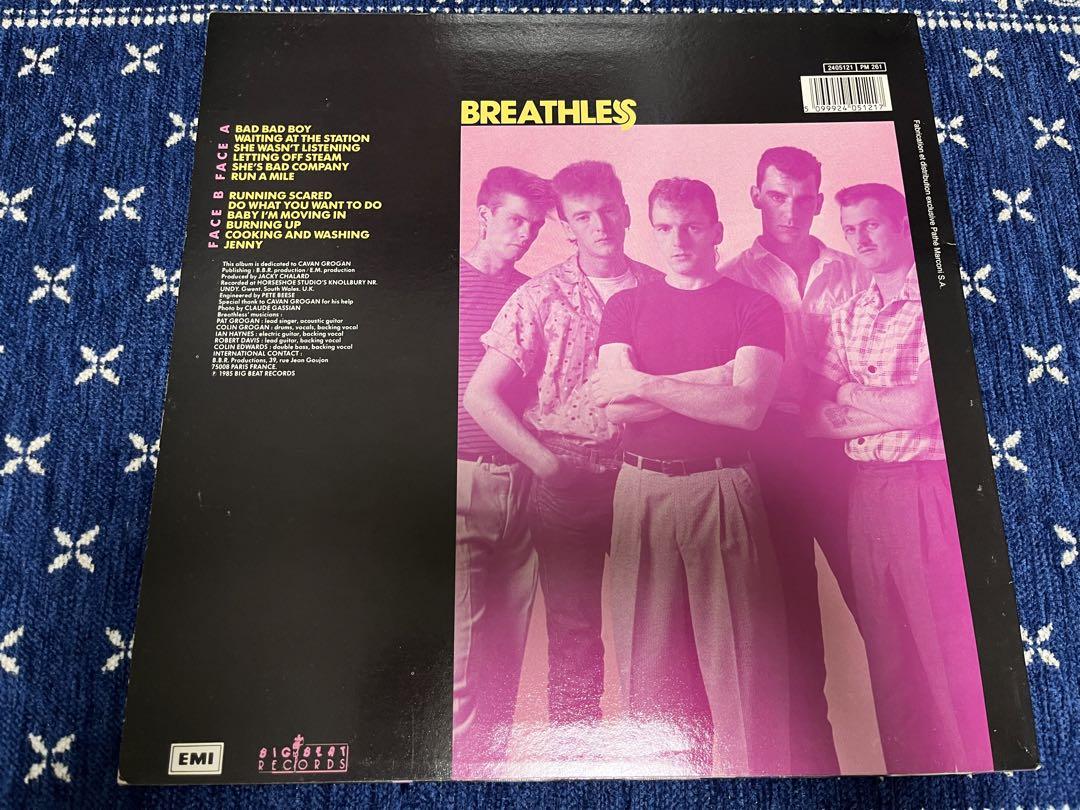 2405121 PM 261
5 099924 051217
BREATHLESS
FACE A
BAD BAD BOY
WAITING AT THE STATION
SHE WASN'T LISTENING
LETTING OFF STEAM
SHE'S BAD COMPANY
RUN A MILE
FACE B
RUNNING SCARED
DO WHAT YOU WANT TO DO
BABY I'M MOVING IN
BURNING UP
COOKING AND WASHING
JENNY
This album is dedicated to CAVAN GROGAN
Publishing : B.B.R. production / E.M. production
Produced by JACKY CHALARD
Recorded at HORSESHOE STUDIO'S KNOLLBURY NR.
UNDY. Gwent. South Wales. U.K.
Engineered by PETE BEESE
Special thank to CAVAN GROGAN for his help
Photo by CLAUDE GASSIAN
Breathless' musicians :
PAT GROGAN : lead singer, acoustic guitar
COLIN GROGAN : drums, vocals, backing vocal
IAN HAYNES : electric guitar, backing vocal
ROBERT DAVIS : lead guitar, backing vocal
COLIN EDWARDS : double bass, backing vocal
INTERNATIONAL CONTACT :
B.B.R. Productions, 39, rue Jean Goujon
75008 PARIS FRANCE.
℗ 1985 BIG BEAT RECORDS
Fabrication et distribution exclusive Pathé Marconi S.A.
EMI
BIG BEAT
RECORDS